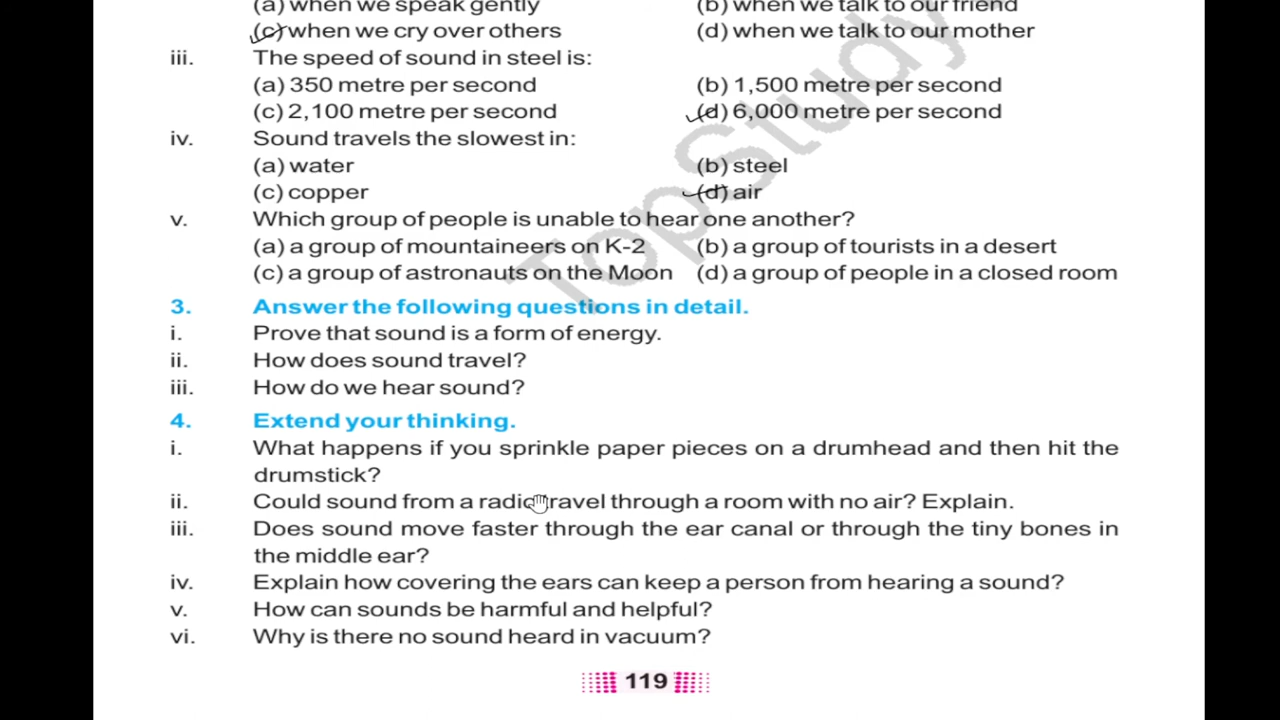 (a) when we speak gently (b) when we talk to our friend
(c) when we cry over others (d) when we talk to our mother
iii. The speed of sound in steel is:
(a) 350 metre per second (b) 1,500 metre per second
(c) 2,100 metre per second (d) 6,000 metre per second
iv. Sound travels the slowest in:
(a) water (b) steel
(c) copper (d) air
v. Which group of people is unable to hear one another?
(a) a group of mountaineers on K-2 (b) a group of tourists in a desert
(c) a group of astronauts on the Moon (d) a group of people in a closed room
3. Answer the following questions in detail.
i. Prove that sound is a form of energy.
ii. How does sound travel?
iii. How do we hear sound?
4. Extend your thinking.
i. What happens if you sprinkle paper pieces on a drumhead and then hit the
drumstick?
ii. Could sound from a radio travel through a room with no air? Explain.
iii. Does sound move faster through the ear canal or through the tiny bones in
the middle ear?
iv. Explain how covering the ears can keep a person from hearing a sound?
v. How can sounds be harmful and helpful?
vi. Why is there no sound heard in vacuum?
119
TopStudy